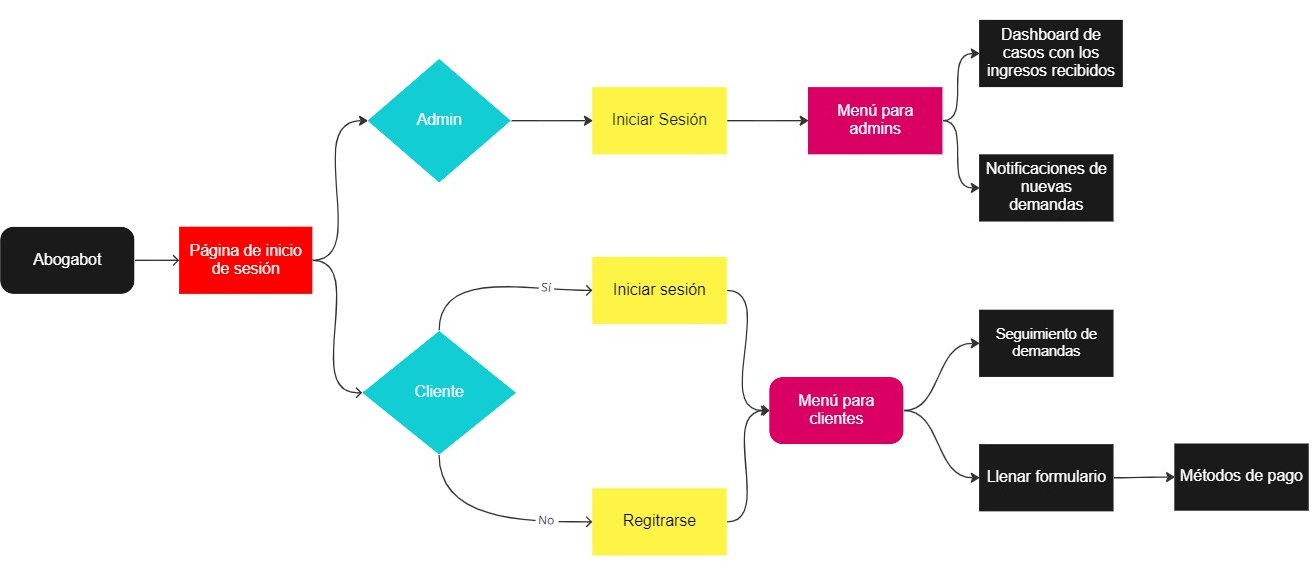 Abogabot
Página de inicio
de sesión
Admin
Iniciar Sesión
Menú para
admins
Dashboard de
casos con los
ingresos recibidos
Notificaciones de
nuevas
demandas
Cliente
Sí
Iniciar sesión
No
Regitrarse
Menú para
clientes
Seguimiento de
demandas
Llenar formulario
Métodos de pago